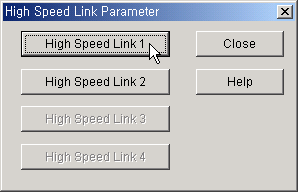 High Speed Link Parameter
High Speed Link 1
Close
High Speed Link 2
Help
High Speed Link 3
High Speed Link 4